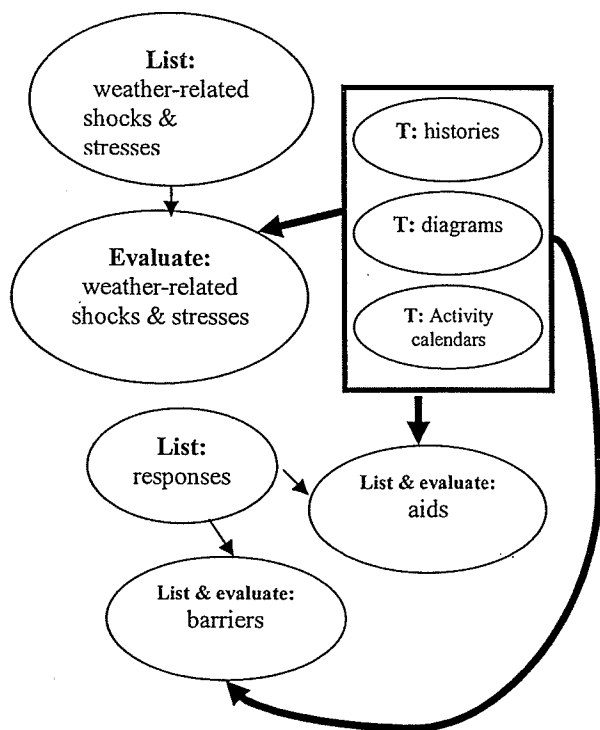 List:
weather-related
shocks &
stresses
T: histories
T: diagrams
T: Activity
calendars
Evaluate:
weather-related
shocks & stresses
List:
responses
List & evaluate:
aids
List & evaluate:
barriers